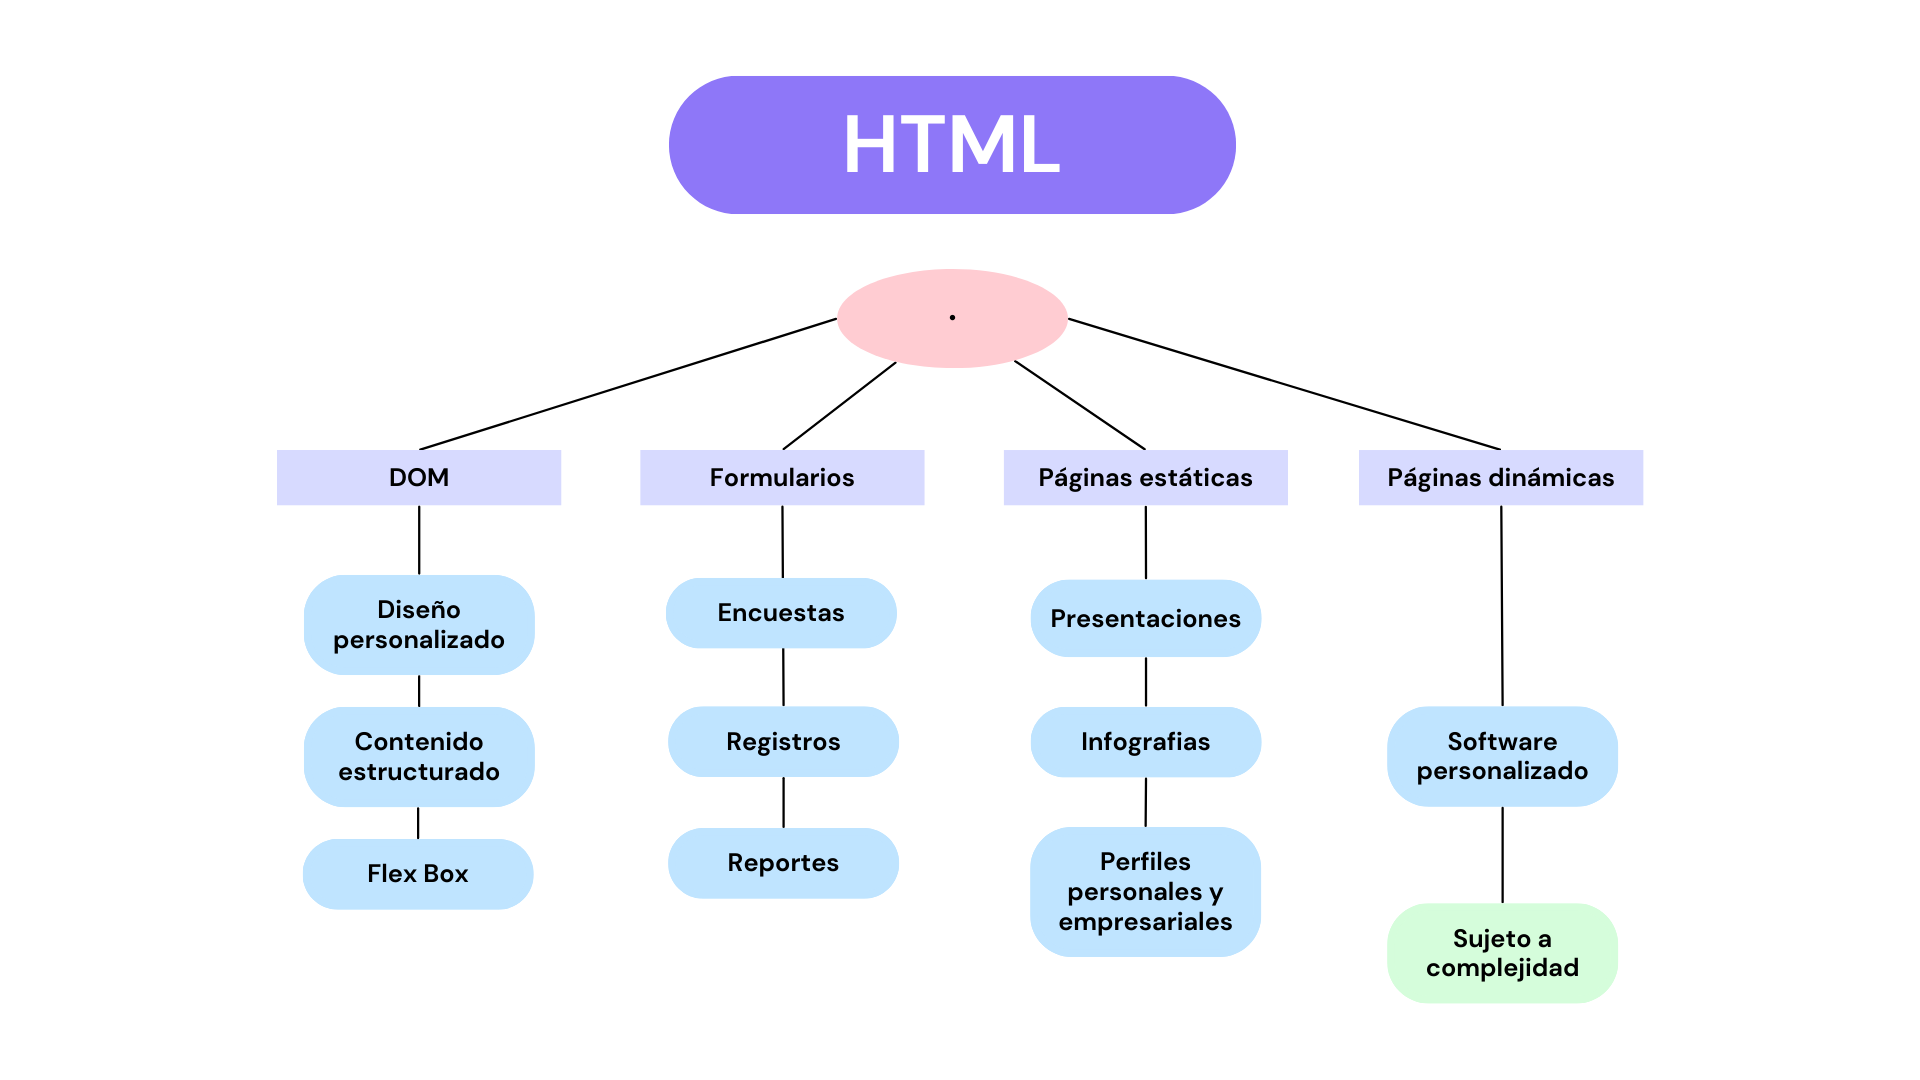 HTML
.
DOM
Formularios
Páginas estáticas
Páginas dinámicas
Diseño
personalizado
Contenido
estructurado
Flex Box
Encuestas
Registros
Reportes
Presentaciones
Infografias
Perfiles
personales y
empresariales
Software
personalizado
Sujeto a
complejidad